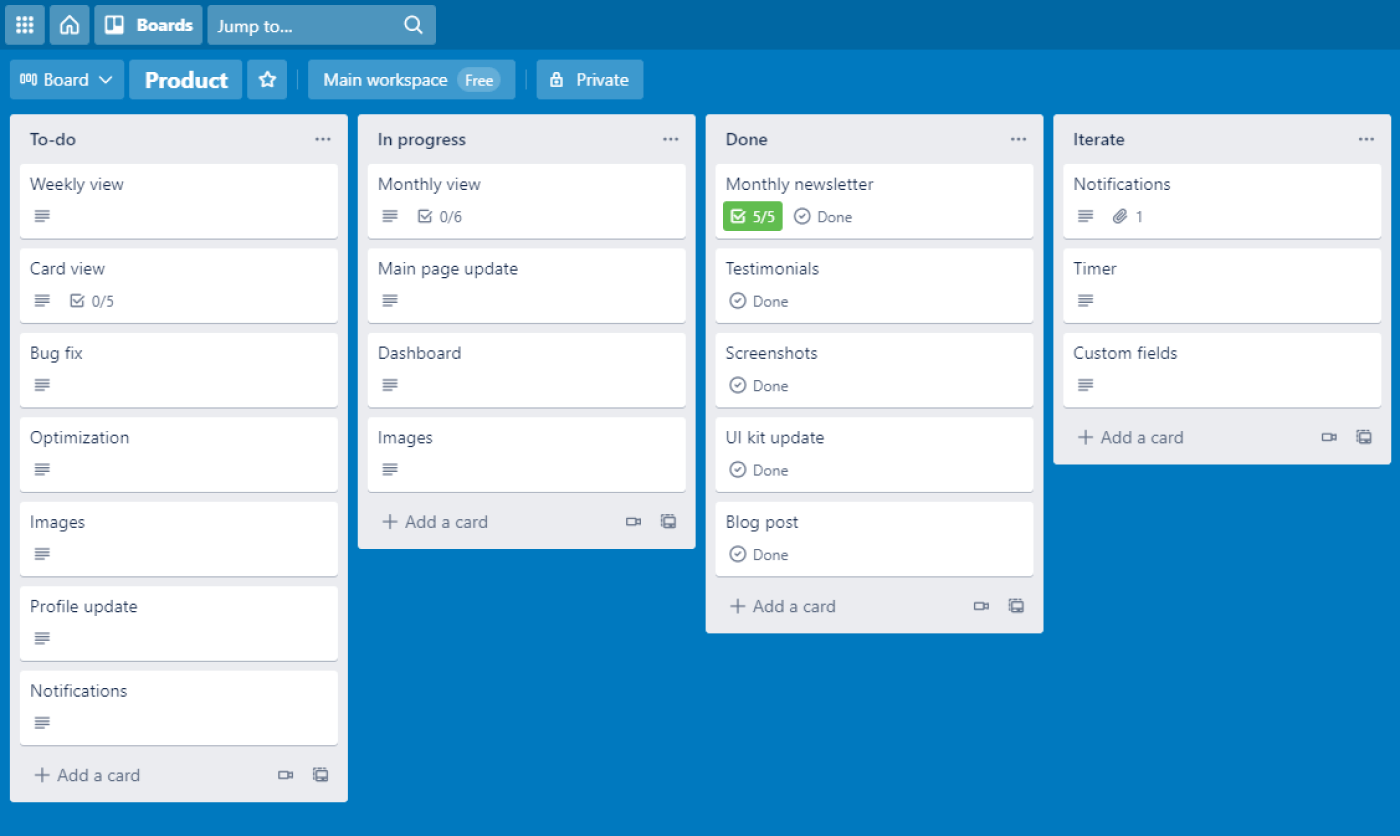 Boards
Jump to...
Board
Product
Main workspace Free
Private
To-do
Weekly view
Card view
0/5
Bug fix
Optimization
Images
Profile update
Notifications
Add a card
In progress
Monthly view
0/6
Main page update
Dashboard
Images
Add a card
Done
Monthly newsletter
5/5 Done
Testimonials
Done
Screenshots
Done
UI kit update
Done
Blog post
Done
Add a card
Iterate
Notifications
1
Timer
Custom fields
Add a card